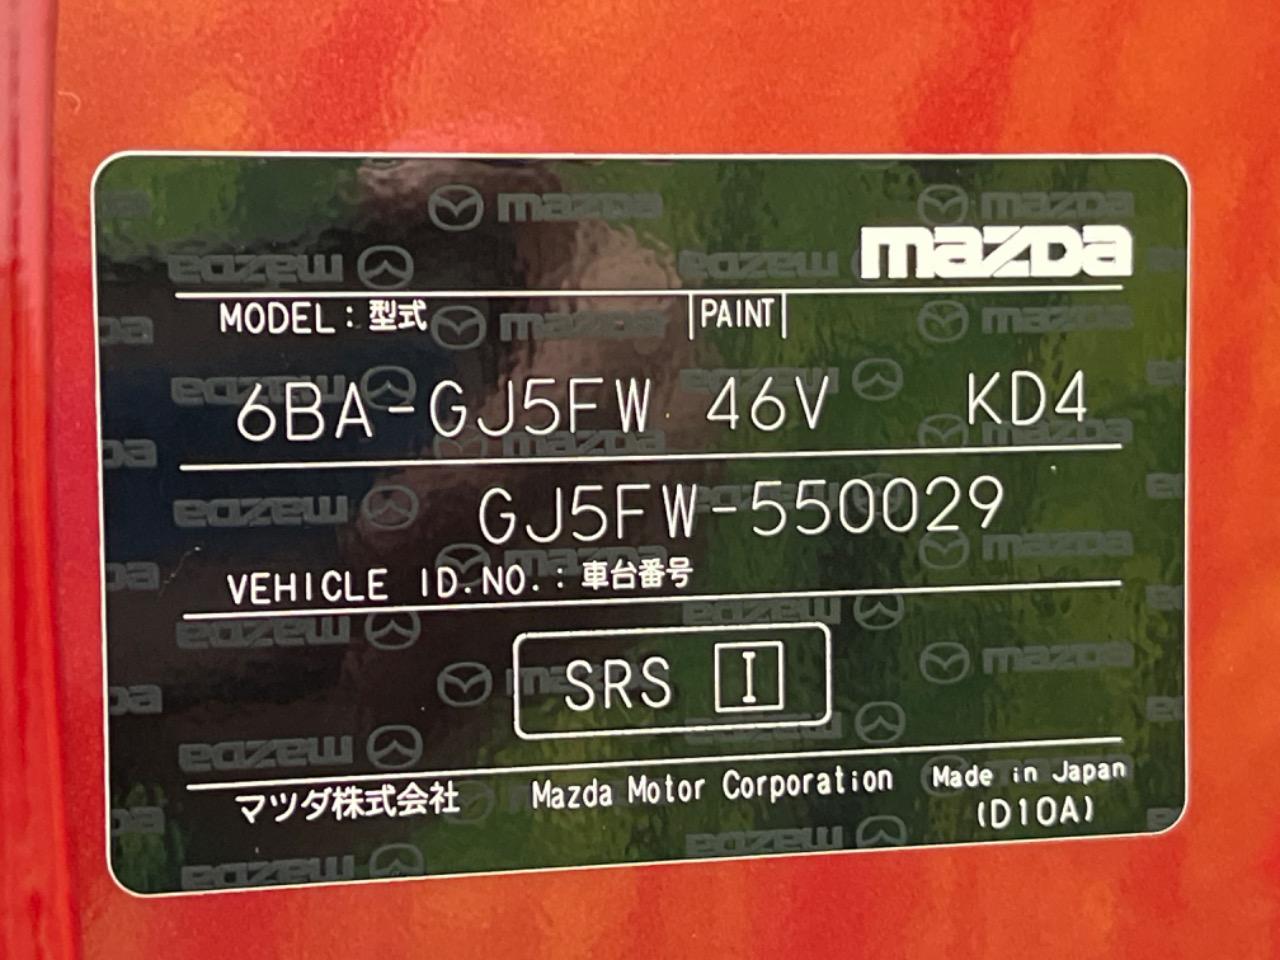 mazda
MODEL : 型式 PAINT
6BA-GJ5FW 46V KD4
GJ5FW-550029
VEHICLE ID.NO. : 車台番号
SRS I
マツダ株式会社 Mazda Motor Corporation Made in Japan
(D10A)